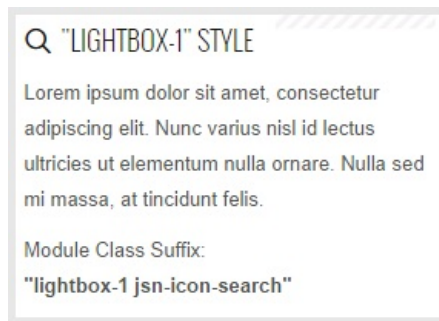 "LIGHTBOX-1" STYLE
Lorem ipsum dolor sit amet, consectetur
adipiscing elit. Nunc varius nisl id lectus
ultricies ut elementum nulla ornare. Nulla sed
mi massa, at tincidunt felis.
Module Class Suffix:
"lightbox-1 jsn-icon-search"